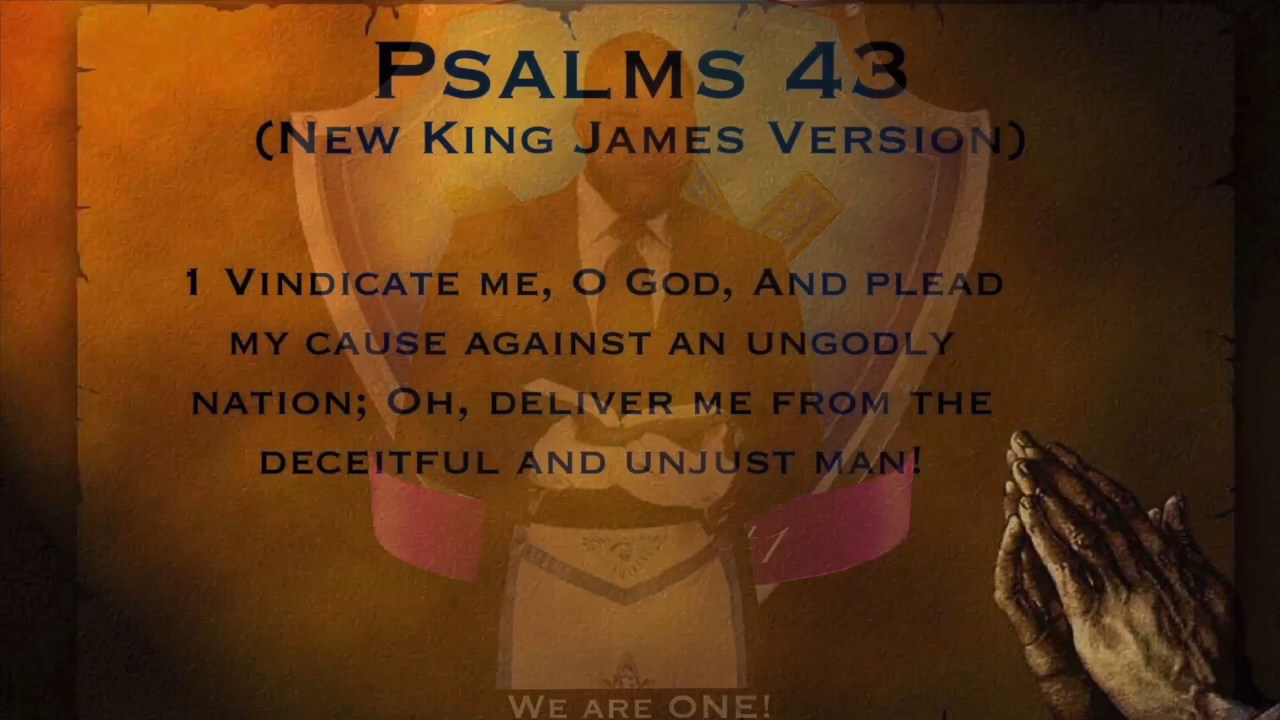 Psalms 43
(New King James Version)
1 Vindicate me, O God, And plead
my cause against an ungodly
nation; Oh, deliver me from the
deceitful and unjust man!
We are ONE!